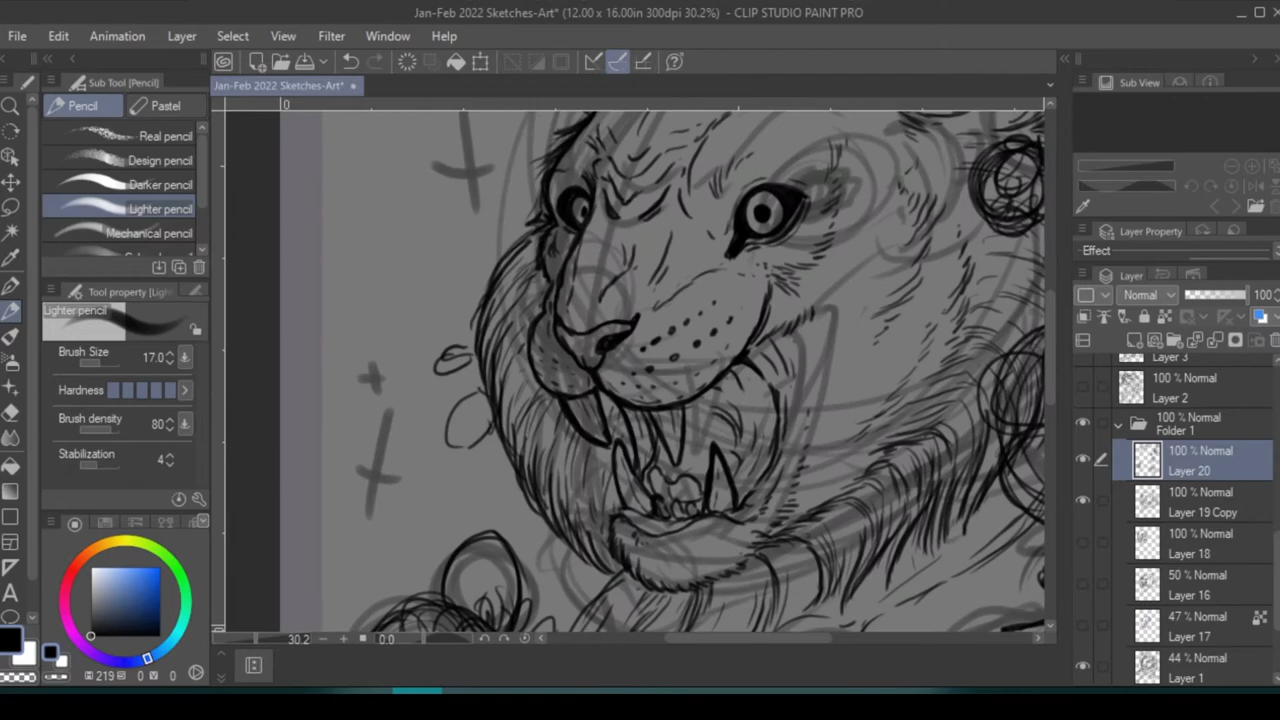 Jan-Feb 2022 Sketches-Art* (12.00 x 16.00in 300dpi 30.2%) - CLIP STUDIO PAINT PRO
File Edit Animation Layer Select View Filter Window Help
Sub Tool [Pencil]
Jan-Feb 2022 Sketches-Art*
Sub View
Pencil Pastel
0
Real pencil
Design pencil
Darker pencil
Lighter pencil
Mechanical pencil
Tool property [Ligh
Lighter pencil
Brush Size 17.0
Hardness
Brush density 80
Stabilization 4
219 0 0
30.2 0.0
Layer Property
Effect
Layer
Normal 100
Layer 3
100 % Normal
Layer 2
100 % Normal
Folder 1
100 % Normal
Layer 20
100 % Normal
Layer 19 Copy
100 % Normal
Layer 18
50 % Normal
Layer 16
47 % Normal
Layer 17
44 % Normal
Layer 1